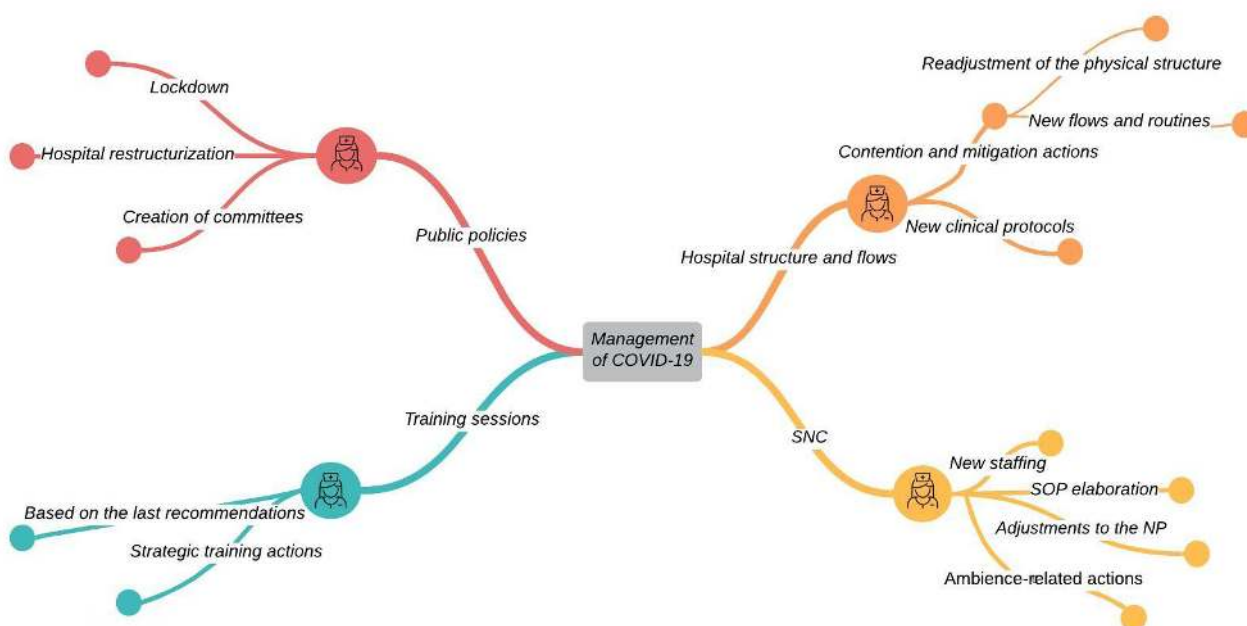 Lockdown
Hospital restructurization
Creation of committees
Public policies
Readjustment of the physical structure
New flows and routines
Contention and mitigation actions
New clinical protocols
Hospital structure and flows
Management
of COVID-19
Training sessions
Based on the last recommendations
Strategic training actions
SNC
New staffing
SOP elaboration
Adjustments to the NP
Ambience-related actions